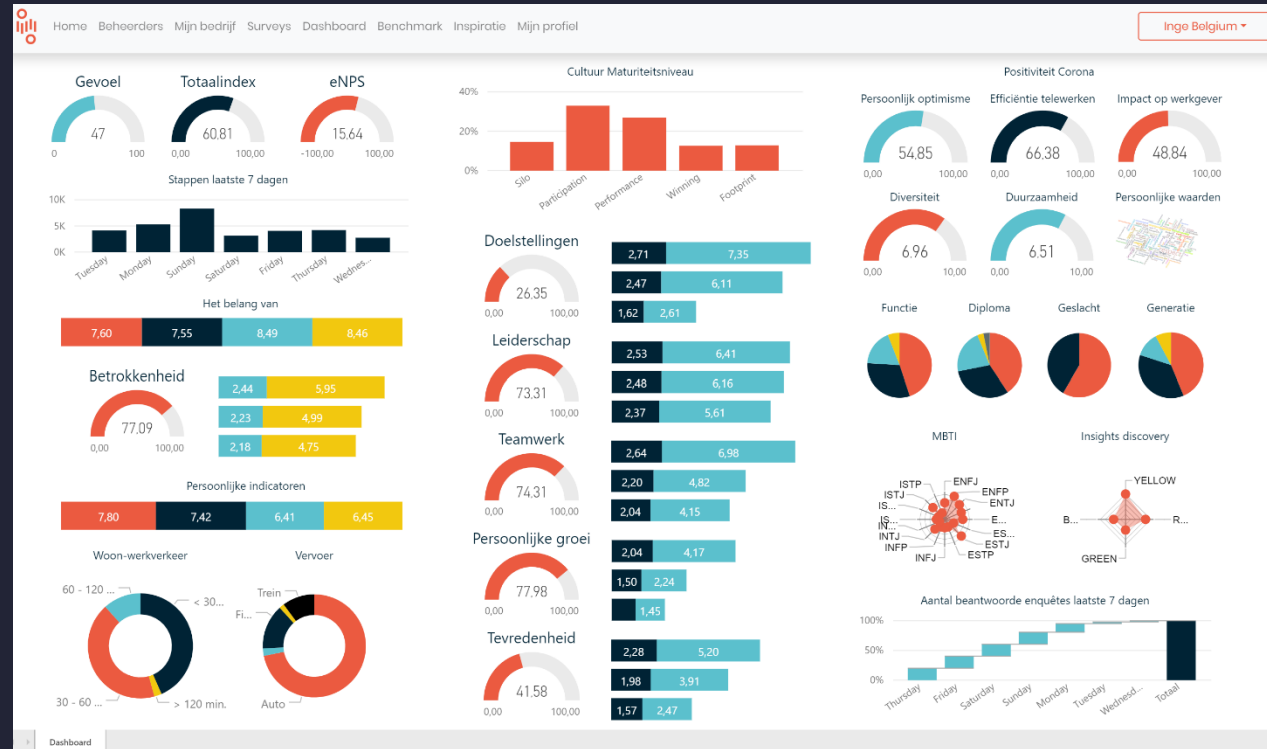 Home Beheerders Mijn bedrijf Surveys Dashboard Benchmark Inspiratie Mijn profiel
Inge Belgium
Gevoel Totaalindex eNPS
47 60.81 15.64
0 100 0,00 100,00 -100,00 100,00
Stappen laatste 7 dagen
10K
5K
0K
Tuesday Monday Sunday Saturday Friday Thursday Wednes...
Het belang van
7,60 7,55 8,49 8,46
Betrokkenheid
77.09
0,00 100,00
2,44 5,95
2,23 4,99
2,18 4,75
Persoonlijke indicatoren
7,80 7,42 6,41 6,45
Woon-werkverkeer
60 - 120 ...
< 30...
30 - 60 ...
> 120 min.
Vervoer
Trein
Fi...
Auto
Cultuur Maturiteitsniveau
40%
20%
0%
Silo Participation Performance Winning Footprint
Doelstellingen
26.35
0,00 100,00
2,71 7,35
2,47 6,11
1,62 2,61
Leiderschap
73.31
0,00 100,00
2,53 6,41
2,48 6,16
2,37 5,61
Teamwerk
74.31
0,00 100,00
2,64 6,98
2,20 4,82
2,04 4,15
Persoonlijke groei
77.98
0,00 100,00
2,04 4,17
1,50 2,24
1,45
Tevredenheid
41.58
0,00 100,00
2,28 5,20
1,98 3,91
1,57 2,47
Positiviteit Corona
Persoonlijk optimisme Efficiëntie telewerken Impact op werkgever
54,85 66,38 48,84
0,00 100,00 0,00 100,00 0,00 100,00
Diversiteit Duurzaamheid Persoonlijke waarden
6.96 6.51
0,00 10,00 0,00 10,00
Functie Diploma Geslacht Generatie
MBTI
ISTP ENFJ
ISTJ ENFP
IS... ENTJ
IS... E...
IN... ES...
INTJ ESTJ
INFP ESTP
INFJ
Insights discovery
YELLOW
B... R...
GREEN
Aantal beantwoorde enquêtes laatste 7 dagen
100%
50%
0%
Thursday Friday Saturday Sunday Monday Tuesday Wednesd... Totaal
Dashboard